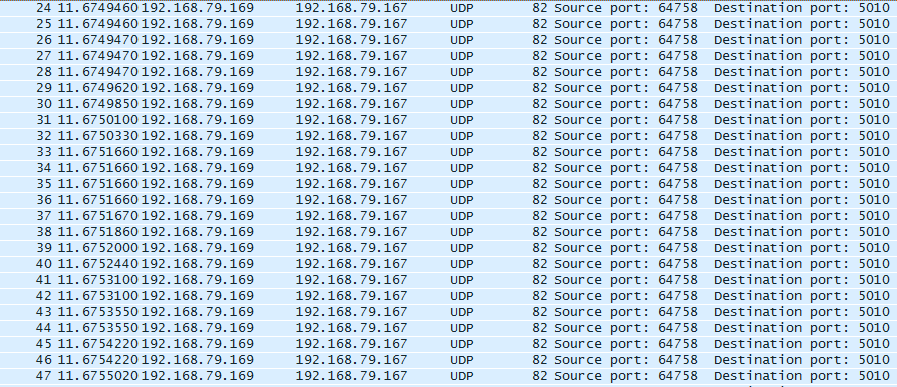 24 11.6749460 192.168.79.169 192.168.79.167 UDP 82 Source port: 64758 Destination port: 5010
25 11.6749460 192.168.79.169 192.168.79.167 UDP 82 Source port: 64758 Destination port: 5010
26 11.6749470 192.168.79.169 192.168.79.167 UDP 82 Source port: 64758 Destination port: 5010
27 11.6749470 192.168.79.169 192.168.79.167 UDP 82 Source port: 64758 Destination port: 5010
28 11.6749470 192.168.79.169 192.168.79.167 UDP 82 Source port: 64758 Destination port: 5010
29 11.6749620 192.168.79.169 192.168.79.167 UDP 82 Source port: 64758 Destination port: 5010
30 11.6749850 192.168.79.169 192.168.79.167 UDP 82 Source port: 64758 Destination port: 5010
31 11.6750100 192.168.79.169 192.168.79.167 UDP 82 Source port: 64758 Destination port: 5010
32 11.6750330 192.168.79.169 192.168.79.167 UDP 82 Source port: 64758 Destination port: 5010
33 11.6751660 192.168.79.169 192.168.79.167 UDP 82 Source port: 64758 Destination port: 5010
34 11.6751660 192.168.79.169 192.168.79.167 UDP 82 Source port: 64758 Destination port: 5010
35 11.6751660 192.168.79.169 192.168.79.167 UDP 82 Source port: 64758 Destination port: 5010
36 11.6751660 192.168.79.169 192.168.79.167 UDP 82 Source port: 64758 Destination port: 5010
37 11.6751670 192.168.79.169 192.168.79.167 UDP 82 Source port: 64758 Destination port: 5010
38 11.6751860 192.168.79.169 192.168.79.167 UDP 82 Source port: 64758 Destination port: 5010
39 11.6752000 192.168.79.169 192.168.79.167 UDP 82 Source port: 64758 Destination port: 5010
40 11.6752440 192.168.79.169 192.168.79.167 UDP 82 Source port: 64758 Destination port: 5010
41 11.6753100 192.168.79.169 192.168.79.167 UDP 82 Source port: 64758 Destination port: 5010
42 11.6753100 192.168.79.169 192.168.79.167 UDP 82 Source port: 64758 Destination port: 5010
43 11.6753550 192.168.79.169 192.168.79.167 UDP 82 Source port: 64758 Destination port: 5010
44 11.6753550 192.168.79.169 192.168.79.167 UDP 82 Source port: 64758 Destination port: 5010
45 11.6754220 192.168.79.169 192.168.79.167 UDP 82 Source port: 64758 Destination port: 5010
46 11.6754220 192.168.79.169 192.168.79.167 UDP 82 Source port: 64758 Destination port: 5010
47 11.6755020 192.168.79.169 192.168.79.167 UDP 82 Source port: 64758 Destination port: 5010